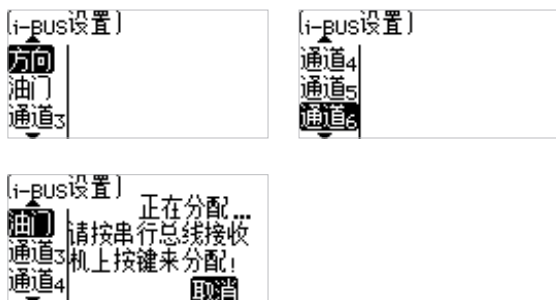 [i-BUS设置]
方向
油门
通道3
[i-BUS设置]
通道4
通道5
通道6
[i-BUS设置]
油门
通道3
通道4
正在分配...
请按串行总线接收
机上按键来分配!
取消